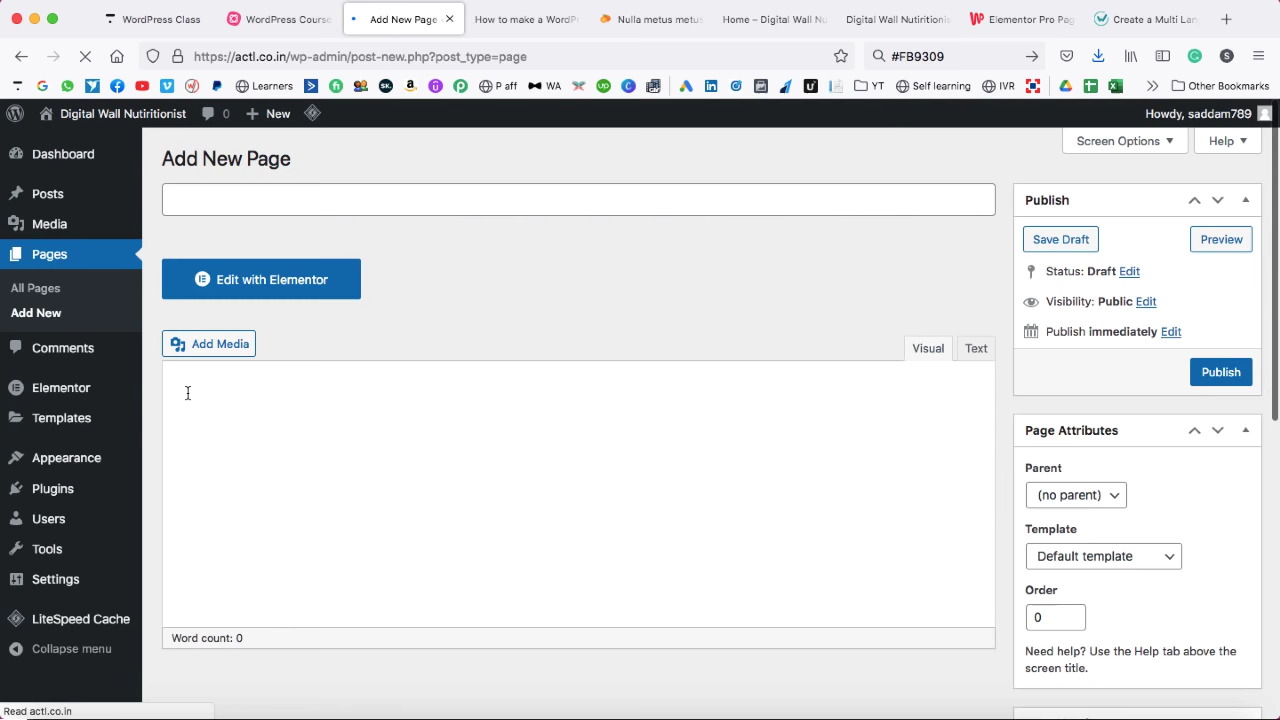 WordPress Class
WordPress Course
Add New Page
How to make a WordPr
Nulla metus metus
Home – Digital Wall Nu
Digital Wall Nutritionis
Elementor Pro Pag
Create a Multi Lan
https://actl.co.in/wp-admin/post-new.php?post_type=page
#FB9309
Learners
P aff
WA
YT
Self learning
IVR
Other Bookmarks
Digital Wall Nutritionist
0
New
Howdy, saddam789
Screen Options
Help
Dashboard
Posts
Media
Pages
All Pages
Add New
Comments
Elementor
Templates
Appearance
Plugins
Users
Tools
Settings
LiteSpeed Cache
Collapse menu
Add New Page
Edit with Elementor
Add Media
Visual
Text
Word count: 0
Publish
Save Draft
Preview
Status: Draft Edit
Visibility: Public Edit
Publish immediately Edit
Publish
Page Attributes
Parent
(no parent)
Template
Default template
Order
0
Need help? Use the Help tab above the
screen title.
Read actl.co.in